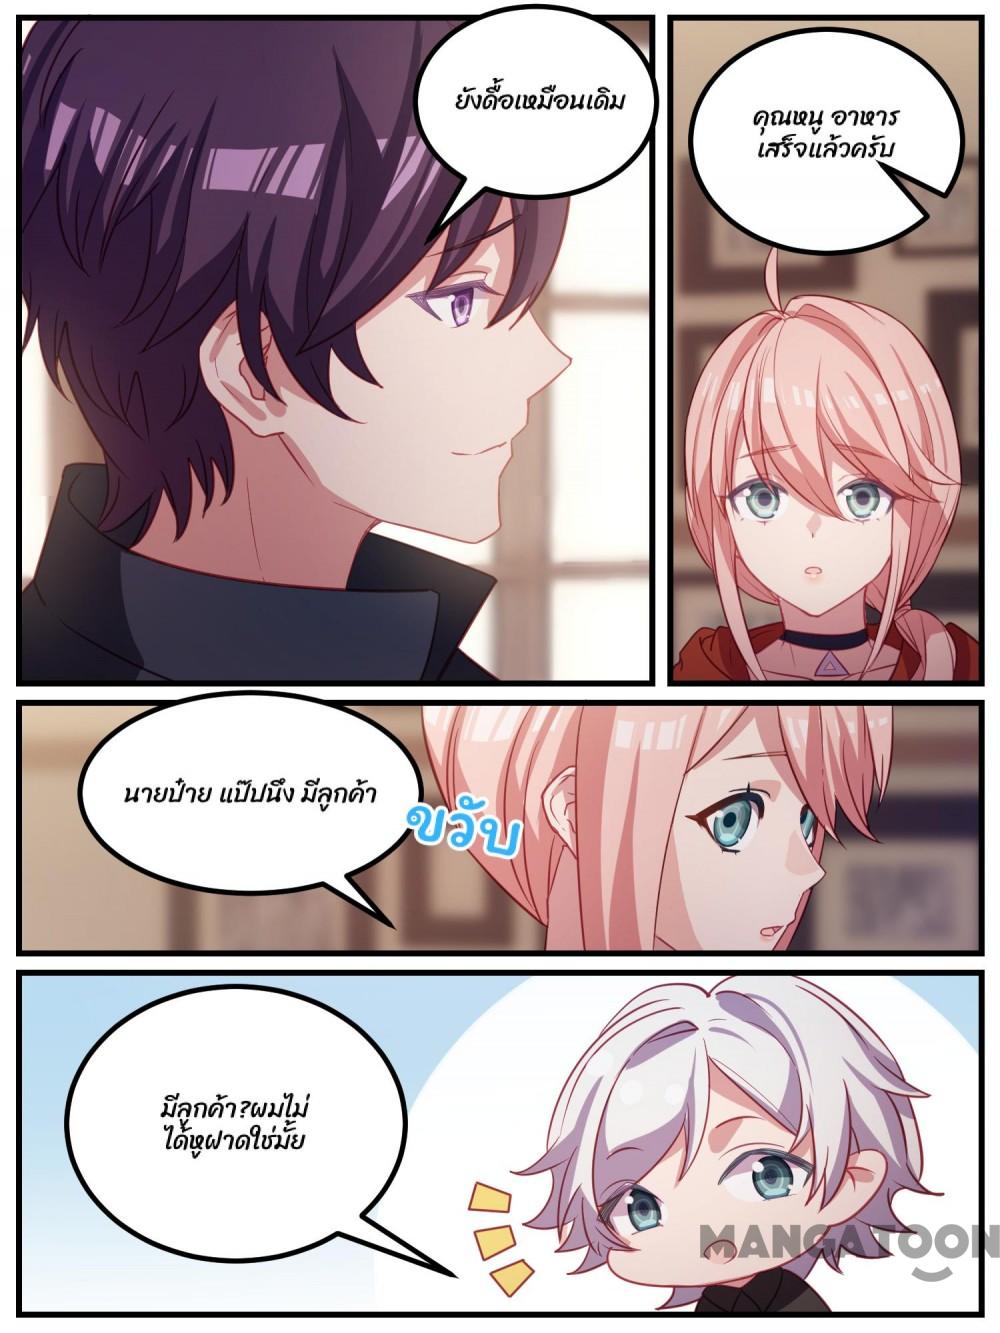 ยังดื้อเหมือนเดิม
คุณหนู อาหาร
เสร็จแล้วครับ
นายป๋าย แป๊ปนึง มีลูกค้า
ขวับ
มีลูกค้า?ผมไม่
ได้หูฝาดใช่มั้ย
MANGATOON